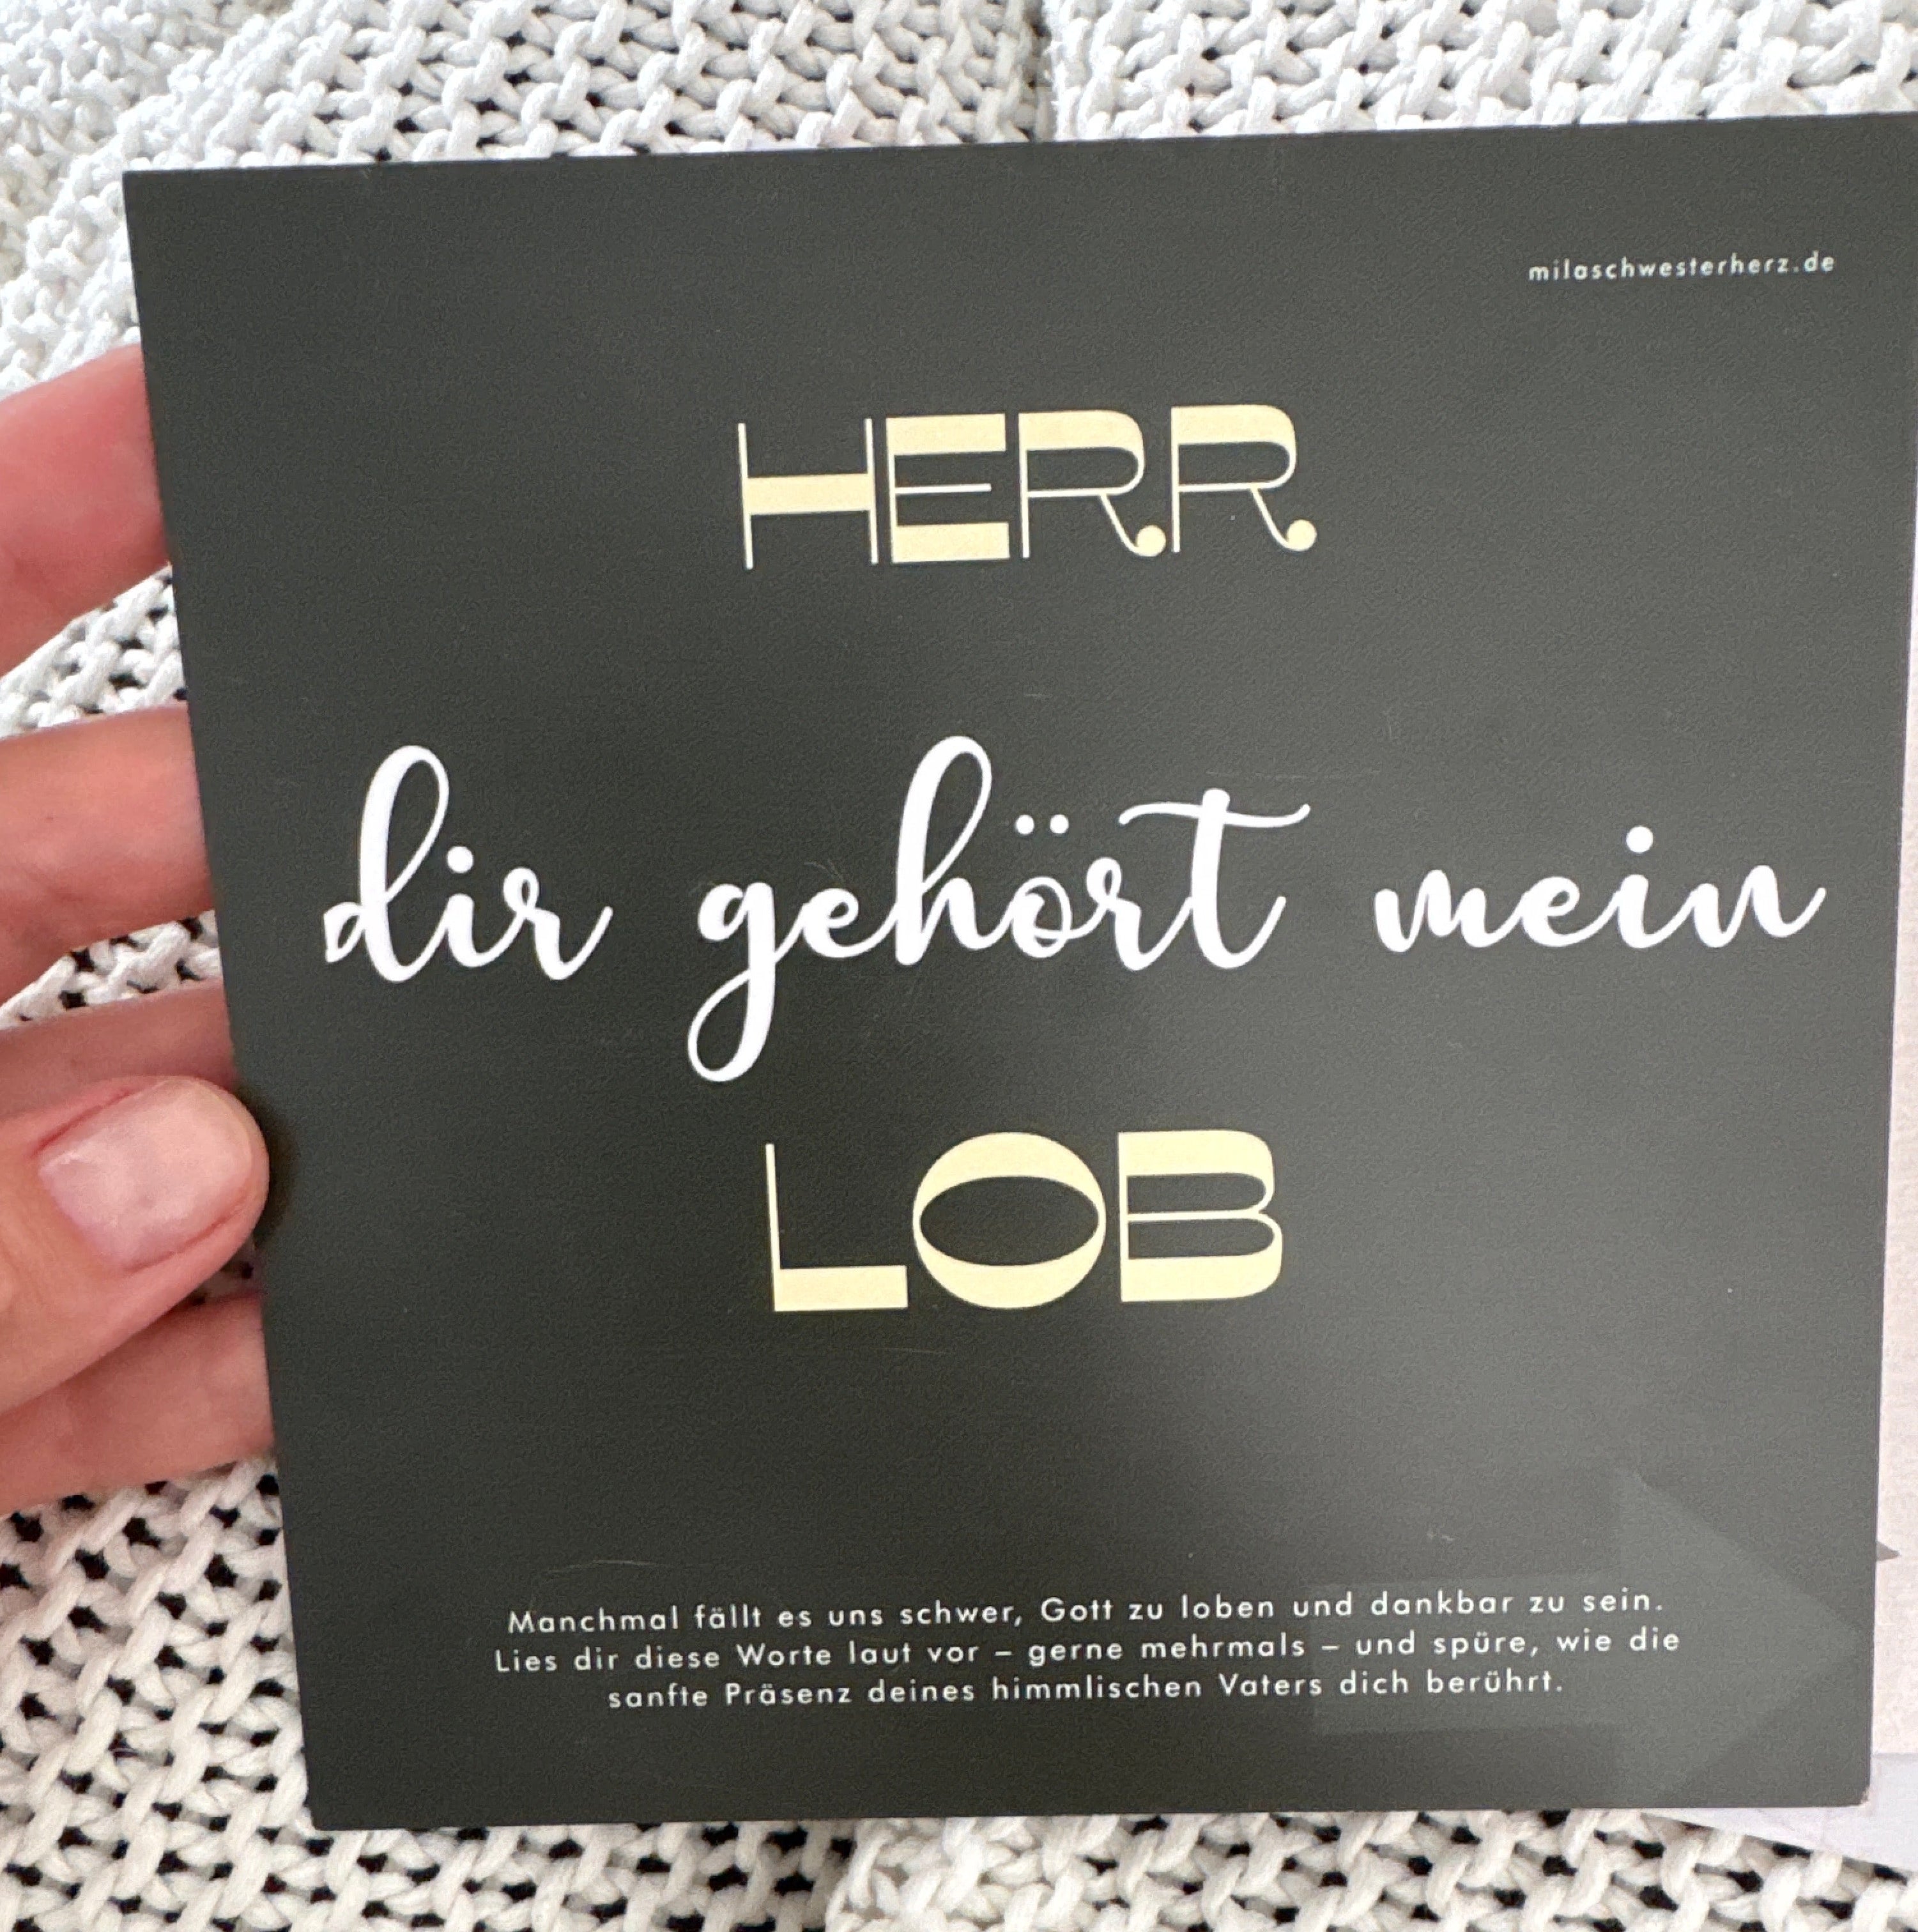 milaschwesterherz.de
HERR
dir gehört mein
LOB
Manchmal fällt es uns schwer, Gott zu loben und dankbar zu sein.
Lies dir diese Worte laut vor – gerne mehrmals – und spüre, wie die
sanfte Präsenz deines himmlischen Vaters dich berührt.